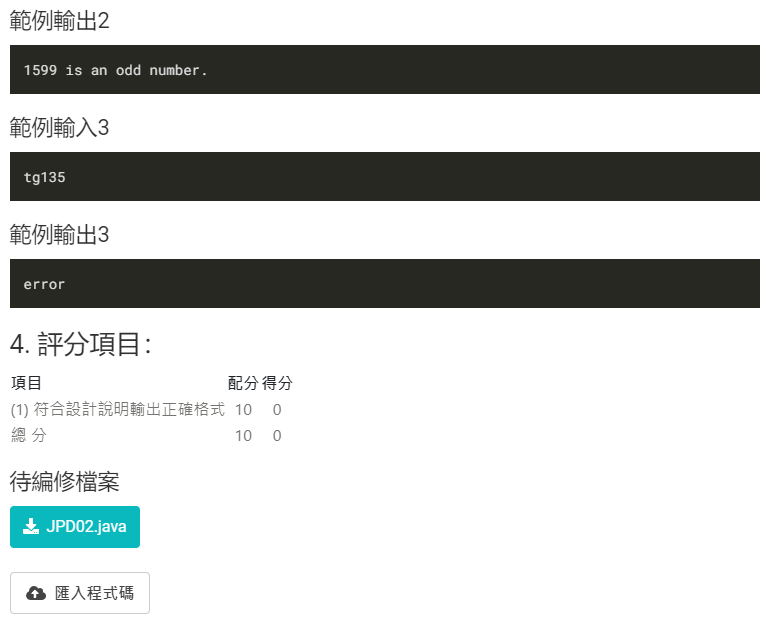 範例輸出2
1599 is an odd number.
範例輸入3
tg135
範例輸出3
error
4. 評分項目：
項目 配分 得分
(1) 符合設計說明輸出正確格式 10 0
總 分 10 0
待編修檔案
JPD02.java
匯入程式碼